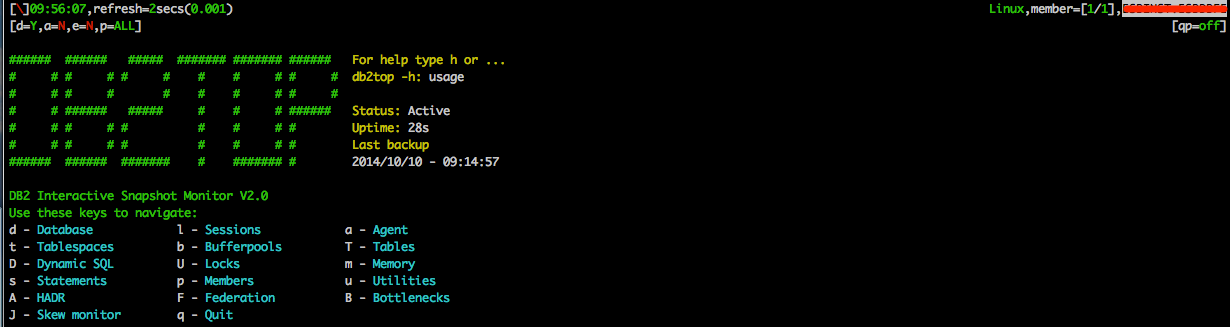 [\]09:56:07,refresh=2secs(0.001) Linux,member=[1/1],
[d=Y,a=N,e=N,p=ALL] [qp=off]
DB2TOP
For help type h or ...
db2top -h: usage
Status: Active
Uptime: 28s
Last backup
2014/10/10 - 09:14:57
DB2 Interactive Snapshot Monitor V2.0
Use these keys to navigate:
d - Database l - Sessions a - Agent
t - Tablespaces b - Bufferpools T - Tables
D - Dynamic SQL U - Locks m - Memory
s - Statements p - Members u - Utilities
A - HADR F - Federation B - Bottlenecks
J - Skew monitor q - Quit